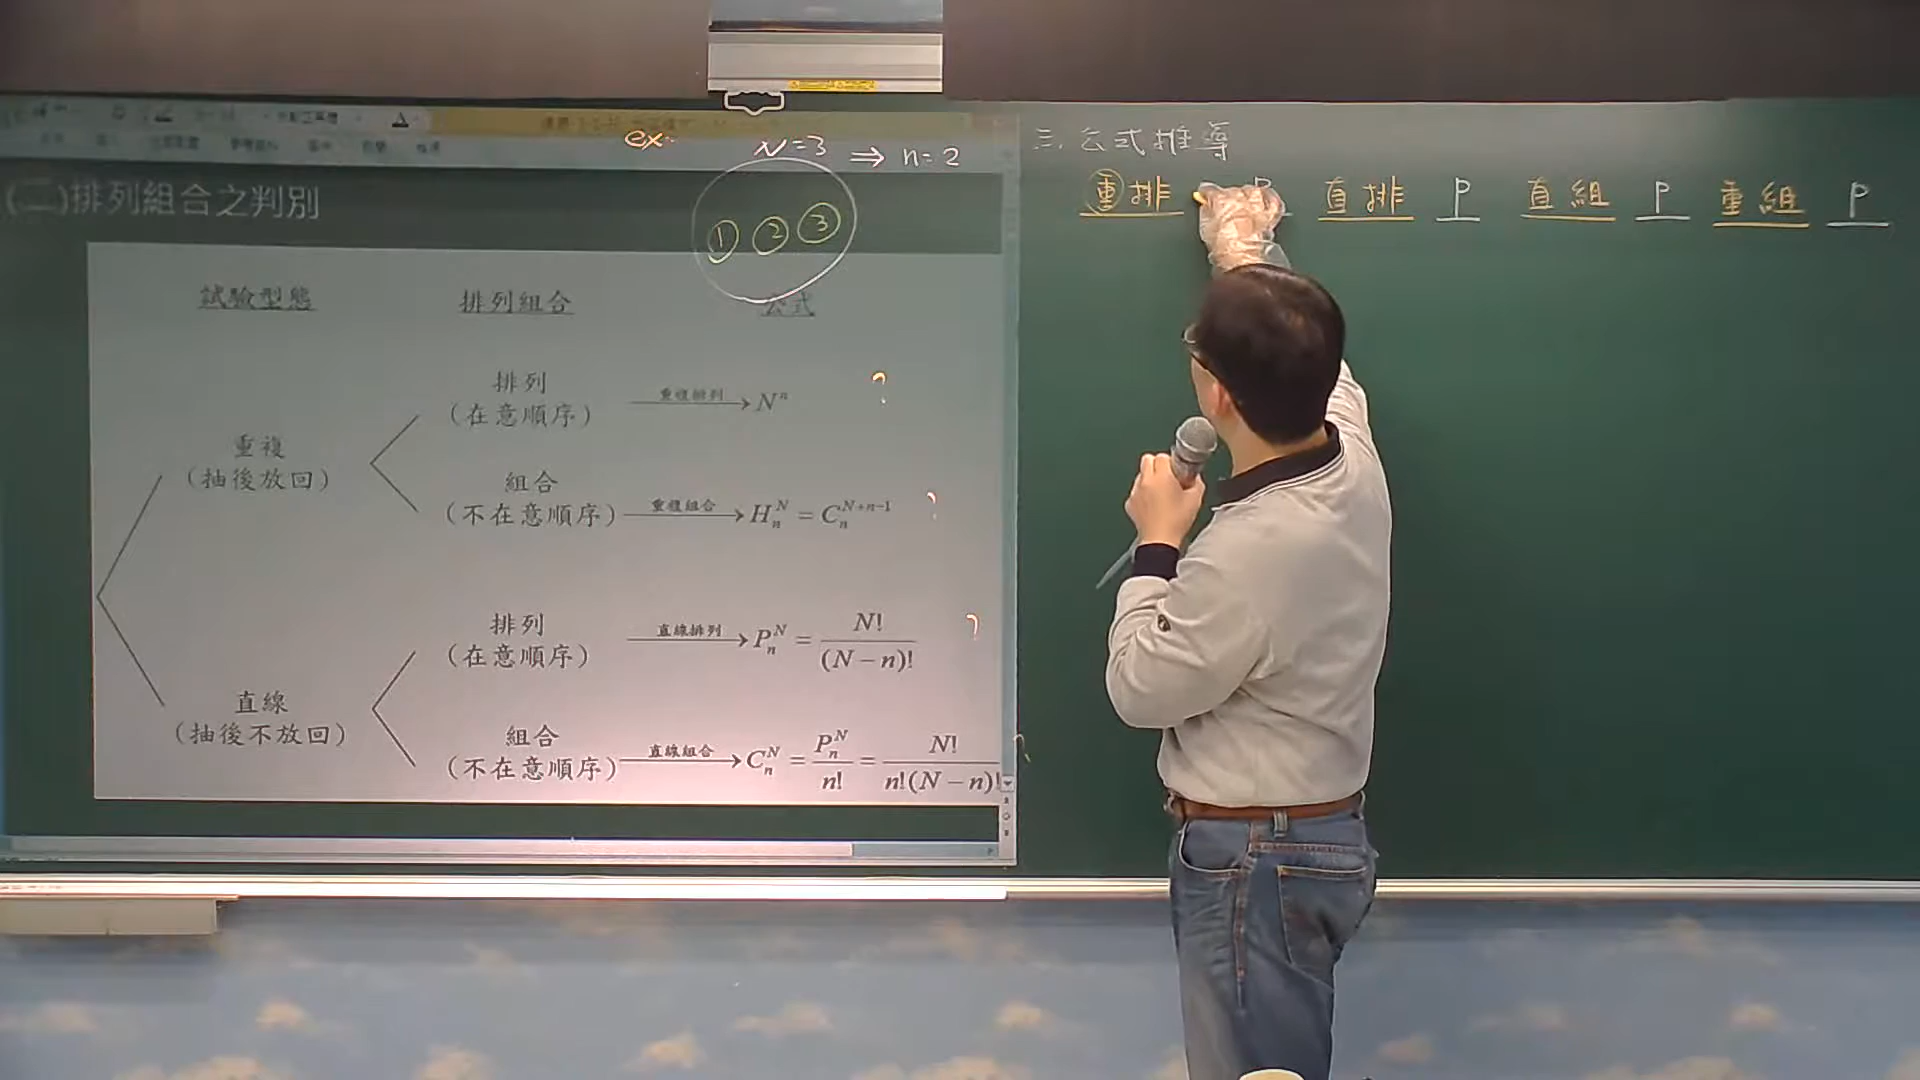 ex:
N=3 ⇒ n=2
① ② ③
(二)排列組合之判別
試驗型態 排列組合 公式
排列
(在意順序) 重複排列 N^n ?
重複
(抽後放回)
組合
(不在意順序) 重複組合 H_n^N = C_n^{N+n-1} ?
排列
(在意順序) 直線排列 P_n^N = N!/(N-n)! ?
直線
(抽後不放回)
組合
(不在意順序) 直線組合 C_n^N = P_n^N/n! = N!/n!(N-n)! ?
三. 公式推導
重排 P 直排 P 直組 P 重組 P